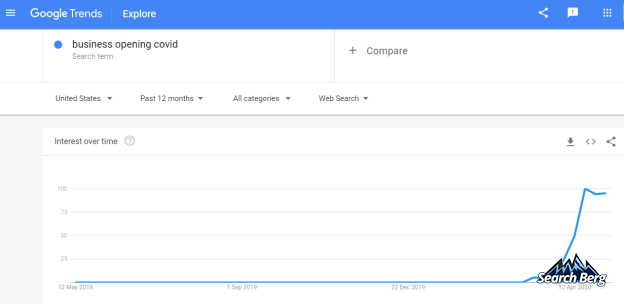 Google Trends Explore
business opening covid
Search term
+ Compare
United States Past 12 months All categories Web Search
Interest over time
100
75
50
25
12 May 2019 1 Sep 2019 22 Dec 2019 12 Apr 2020
Search Berg